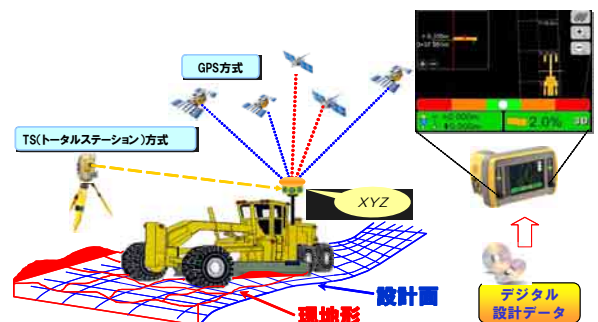 GPS方式
TS(トータルステーション)方式
XYZ
設計面
現地形
2.0%
3D
デジタル
設計データ